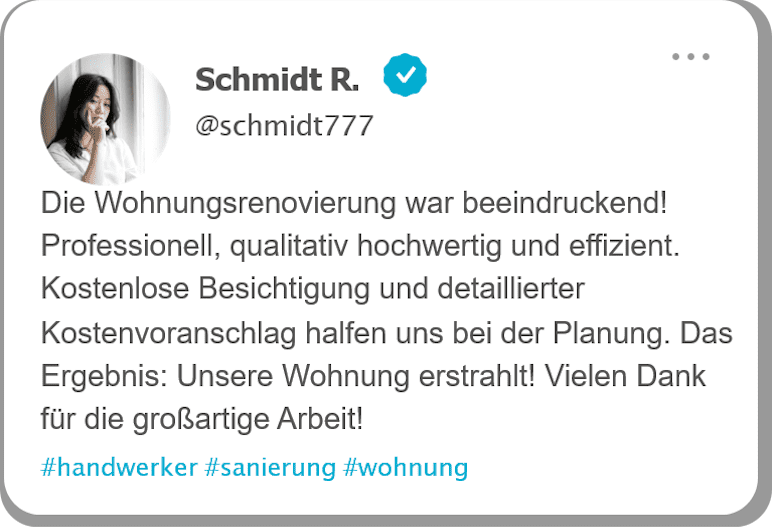 Schmidt R.
@schmidt777
Die Wohnungsrenovierung war beeindruckend!
Professionell, qualitativ hochwertig und effizient.
Kostenlose Besichtigung und detaillierter
Kostenvoranschlag halfen uns bei der Planung. Das
Ergebnis: Unsere Wohnung erstrahlt! Vielen Dank
für die großartige Arbeit!
#handwerker #sanierung #wohnung